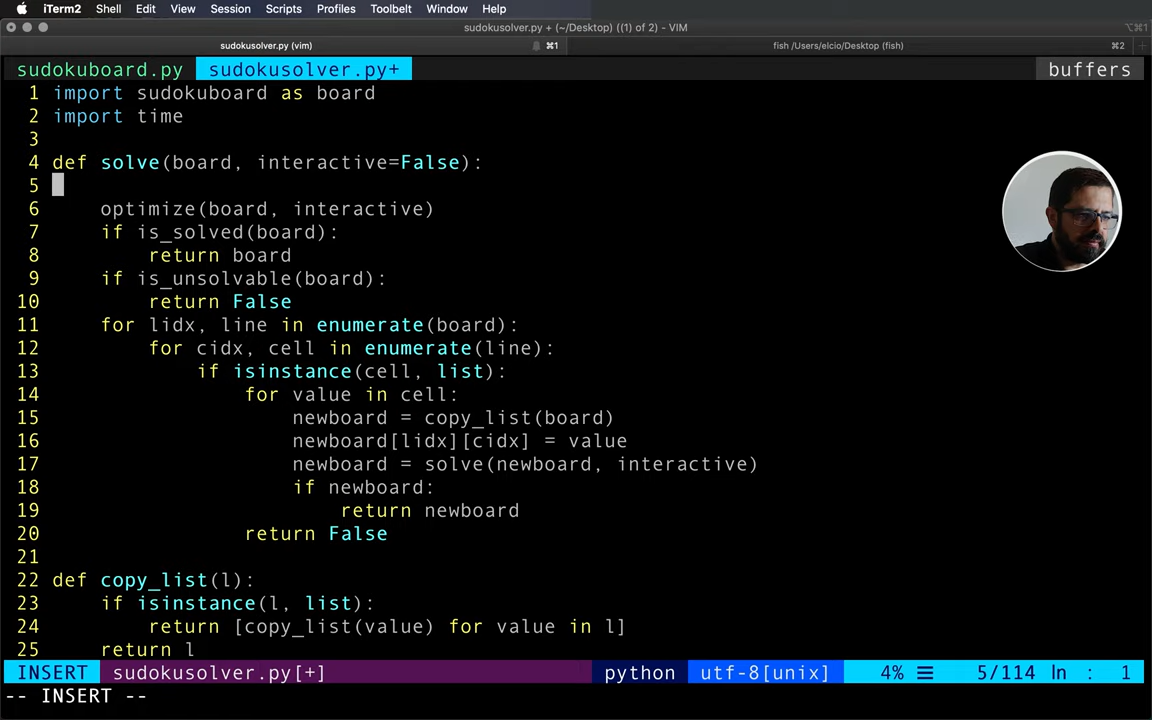 iTerm2 Shell Edit View Session Scripts Profiles Toolbelt Window Help
sudokusolver.py + (~/Desktop) ((1) of 2) - VIM
⌥⌘1
sudokusolver.py (vim) ⌘1 fish /Users/elcio/Desktop (fish) ⌘2
sudokuboard.py sudokusolver.py+ buffers
1 import sudokuboard as board
2 import time
3
4 def solve(board, interactive=False):
5
6     optimize(board, interactive)
7     if is_solved(board):
8         return board
9     if is_unsolvable(board):
10         return False
11     for lidx, line in enumerate(board):
12         for cidx, cell in enumerate(line):
13             if isinstance(cell, list):
14                 for value in cell:
15                     newboard = copy_list(board)
16                     newboard[lidx][cidx] = value
17                     newboard = solve(newboard, interactive)
18                     if newboard:
19                         return newboard
20                 return False
21
22 def copy_list(l):
23     if isinstance(l, list):
24         return [copy_list(value) for value in l]
25     return l
INSERT sudokusolver.py[+] python utf-8[unix] 4% ☰ 5/114 ln : 1
-- INSERT --